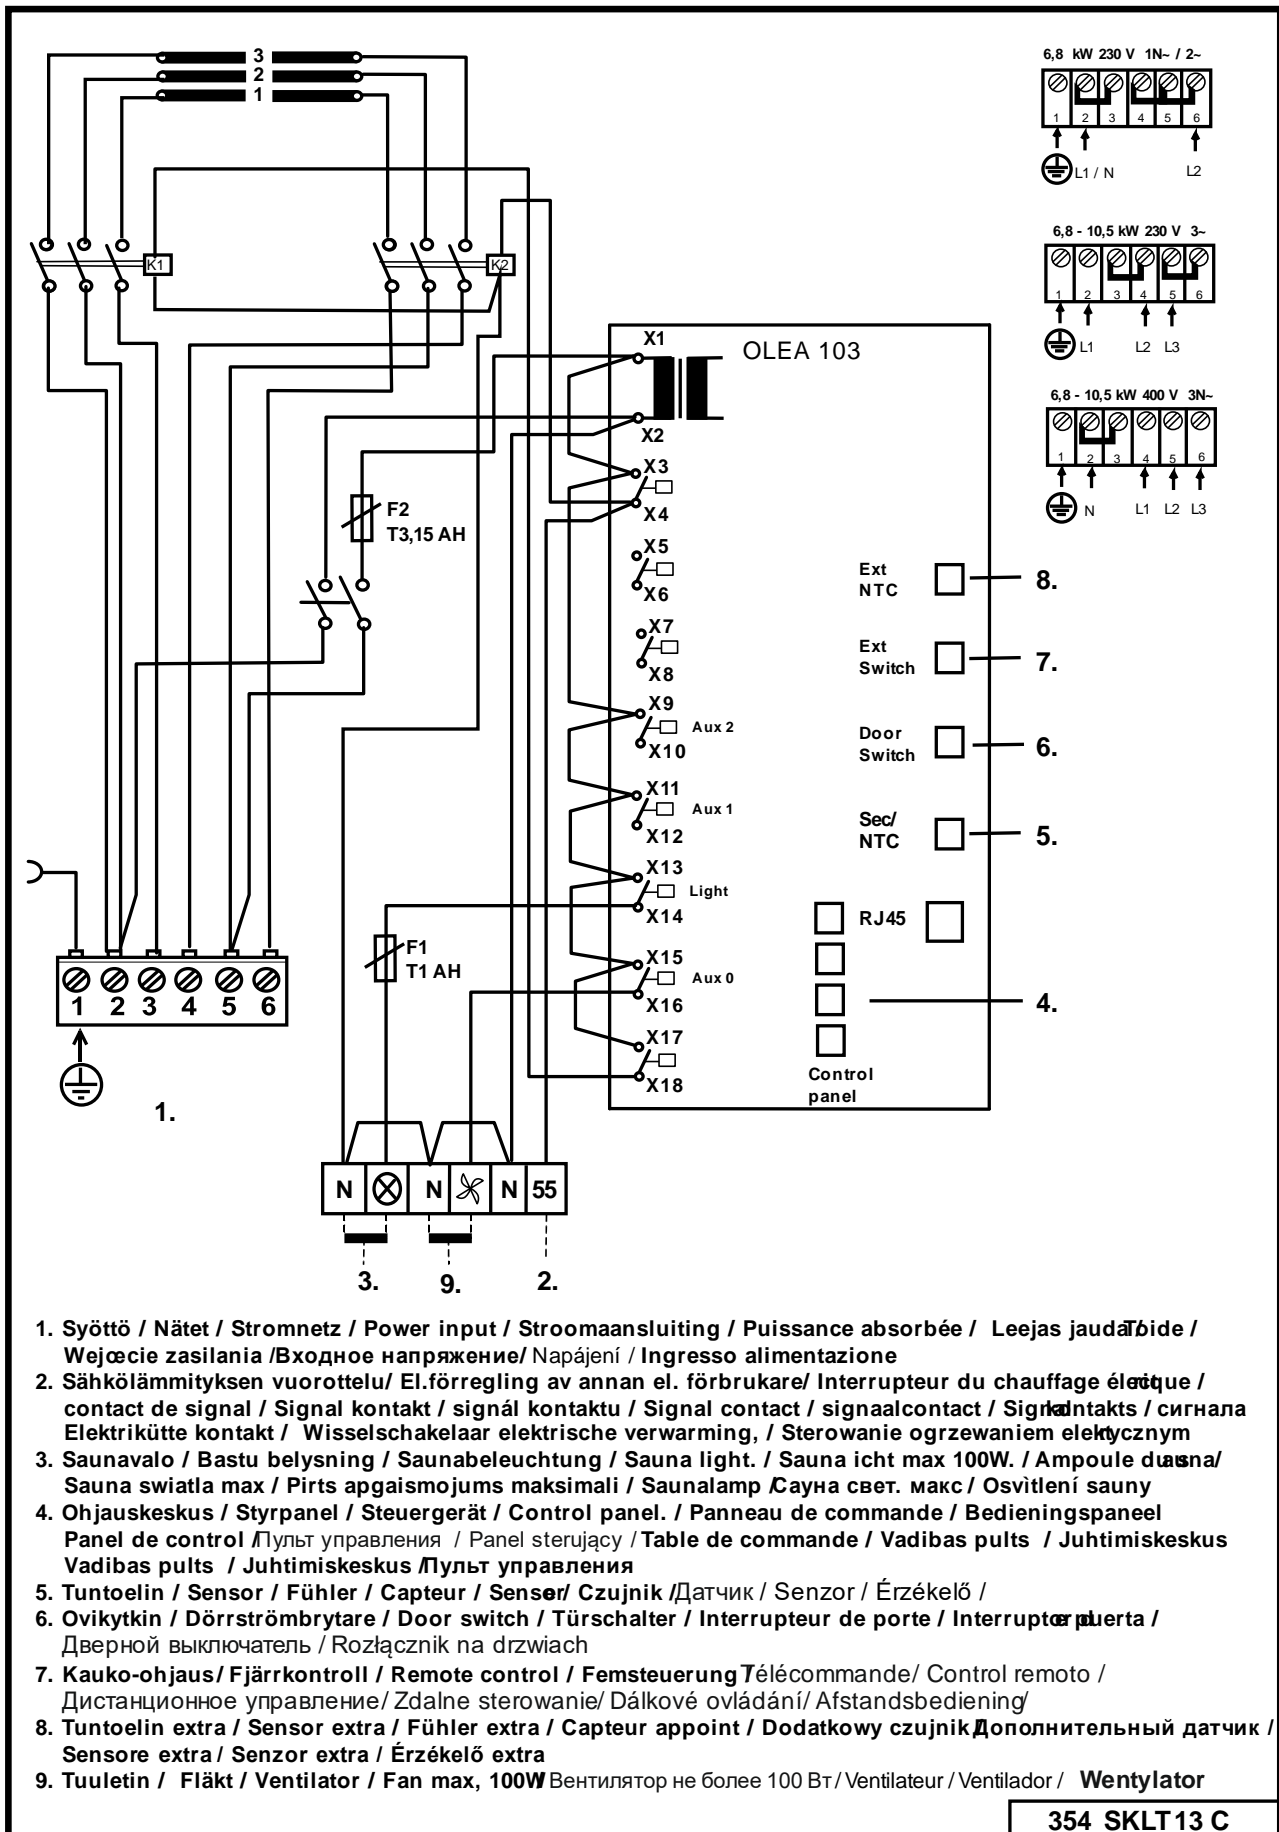 3
2
1
6,8 kW 230 V 1N~ / 2~
1 2 3 4 5 6
L1 / N L2
K1 K2
6,8 - 10,5 kW 230 V 3~
1 2 3 4 5 6
L1 L2 L3
6,8 - 10,5 kW 400 V 3N~
1 2 3 4 5 6
N L1 L2 L3
X1
OLEA 103
X2
X3
X4
F2
T3,15 AH
X5
X6
Ext
NTC
8.
X7
X8
Ext
Switch
7.
X9
Aux 2
X10
Door
Switch
6.
X11
Aux 1
X12
Sec/
NTC
5.
X13
Light
X14
RJ45
F1
T1 AH
X15
Aux 0
X16
4.
X17
X18
Control
panel
1 2 3 4 5 6
1.
N N N 55
3. 9. 2.
1. Syöttö / Nätet / Stromnetz / Power input / Stroomaansluiting / Puissance absorbée / Leejas jauda / Toide /
Wejœcie zasilania /Входное напряжение/ Napájení / Ingresso alimentazione
2. Sähkölämmityksen vuorottelu/ El.förregling av annan el. förbrukare/ Interrupteur du chauffage électrique /
contact de signal / Signal kontakt / signál kontaktu / Signal contact / signaalcontact / Signalkontakts / сигнала
Elektrikütte kontakt / Wisselschakelaar elektrische verwarming, / Sterowanie ogrzewaniem elektycznym
3. Saunavalo / Bastu belysning / Saunabeleuchtung / Sauna light. / Sauna icht max 100W. / Ampoule du sauna/
Sauna swiatla max / Pirts apgaismojums maksimali / Saunalamp /Сауна свет. макс / Osvìtlení sauny
4. Ohjauskeskus / Styrpanel / Steuergerät / Control panel. / Panneau de commande / Bedieningspaneel
Panel de control /Пульт управления / Panel sterujący / Table de commande / Vadibas pults / Juhtimiskeskus
Vadibas pults / Juhtimiskeskus /Пульт управления
5. Tuntoelin / Sensor / Fühler / Capteur / Sensor/ Czujnik /Датчик / Senzor / Érzékelő /
6. Ovikytkin / Dörrströmbrytare / Door switch / Türschalter / Interrupteur de porte / Interruptor puerta /
Дверной выключатель / Rozłącznik na drzwiach
7. Kauko-ohjaus/ Fjärrkontroll / Remote control / Femsteuerung Télécommande/ Control remoto /
Дистанционное управление/ Zdalne sterowanie/ Dálkové ovládání/ Afstandsbediening/
8. Tuntoelin extra / Sensor extra / Fühler extra / Capteur appoint / Dodatkowy czujnik Дополнительный датчик /
Sensore extra / Senzor extra / Érzékelő extra
9. Tuuletin / Fläkt / Ventilator / Fan max, 100W Вентилятор не более 100 Вт/ Ventilateur / Ventilador / Wentylator
354 SKLT 13 C